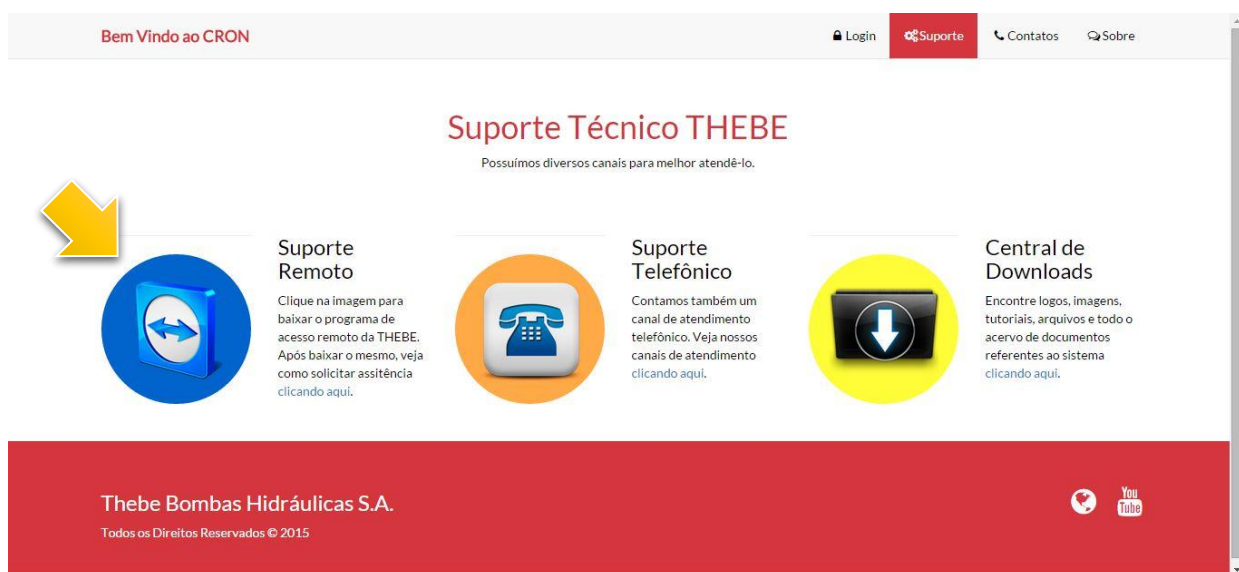 Bem Vindo ao CRON
Login
Suporte
Contatos
Sobre
Suporte Técnico THEBE
Possuímos diversos canais para melhor atendê-lo.
Suporte
Remoto
Clique na imagem para
baixar o programa de
acesso remoto da THEBE.
Após baixar o mesmo, veja
como solicitar assitência
clicando aqui.
Suporte
Telefônico
Contamos também um
canal de atendimento
telefônico. Veja nossos
canais de atendimento
clicando aqui.
Central de
Downloads
Encontre logos, imagens,
tutoriais, arquivos e todo o
acervo de documentos
referentes ao sistema
clicando aqui.
Thebe Bombas Hidráulicas S.A.
Todos os Direitos Reservados © 2015
You
Tube